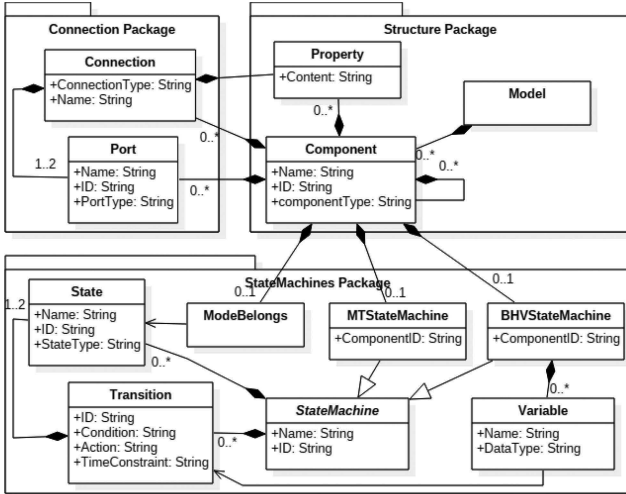 Connection Package
Structure Package
Connection
+ConnectionType: String
+Name: String
Property
+Content: String
Model
0..*
0..*
Port
+Name: String
+ID: String
+PortType: String
1..2
0..*
Component
+Name: String
+ID: String
+componentType: String
0..*
0..*
StateMachines Package
State
+Name: String
+ID: String
+StateType: String
1..2
0..1
0..1
0..1
ModeBelongs
MTStateMachine
+ComponentID: String
BHVStateMachine
+ComponentID: String
0..*
0..*
Transition
+ID: String
+Condition: String
+Action: String
+TimeConstraint: String
0..*
StateMachine
+Name: String
+ID: String
Variable
+Name: String
+DataType: String